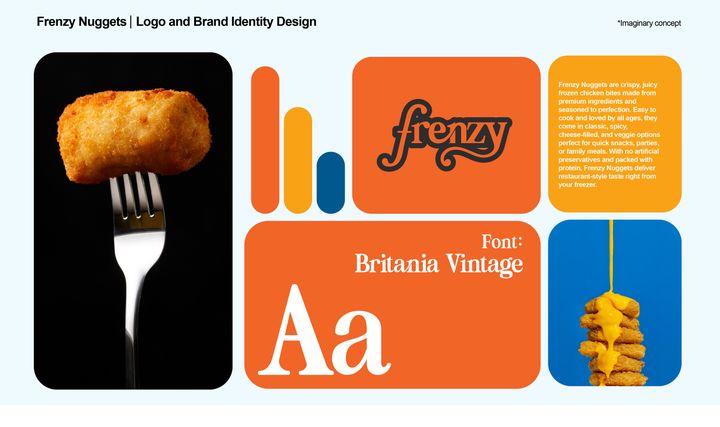 Frenzy Nuggets | Logo and Brand Identity Design
*Imaginary concept
frenzy
Frenzy Nuggets are crispy, juicy
frozen chicken bites made from
premium ingredients and
seasoned to perfection. Easy to
cook and loved by all ages, they
come in classic, spicy,
cheese-filled, and veggie options
perfect for quick snacks, parties,
or family meals. With no artificial
preservatives and packed with
protein, Frenzy Nuggets deliver
restaurant-style taste right from
your freezer.
Font:
Britania Vintage
Aa